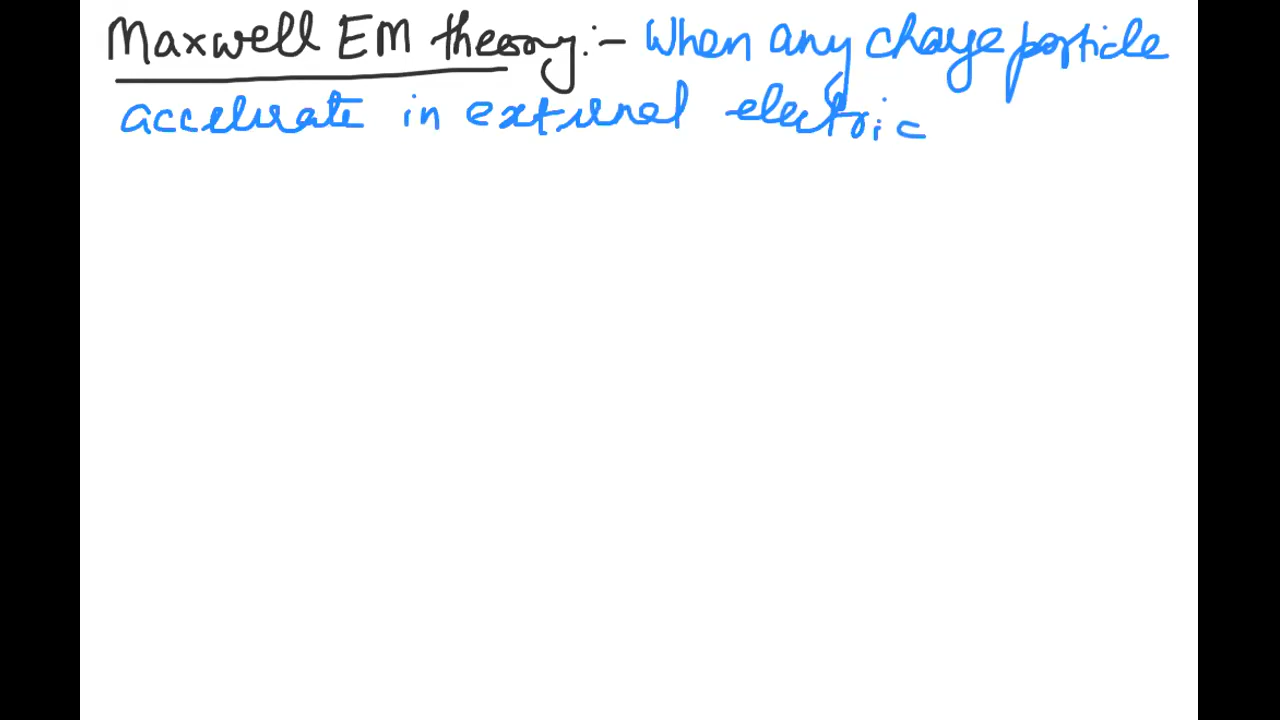 Maxwell EM theory:- When any charge particle
accelerate in external electric